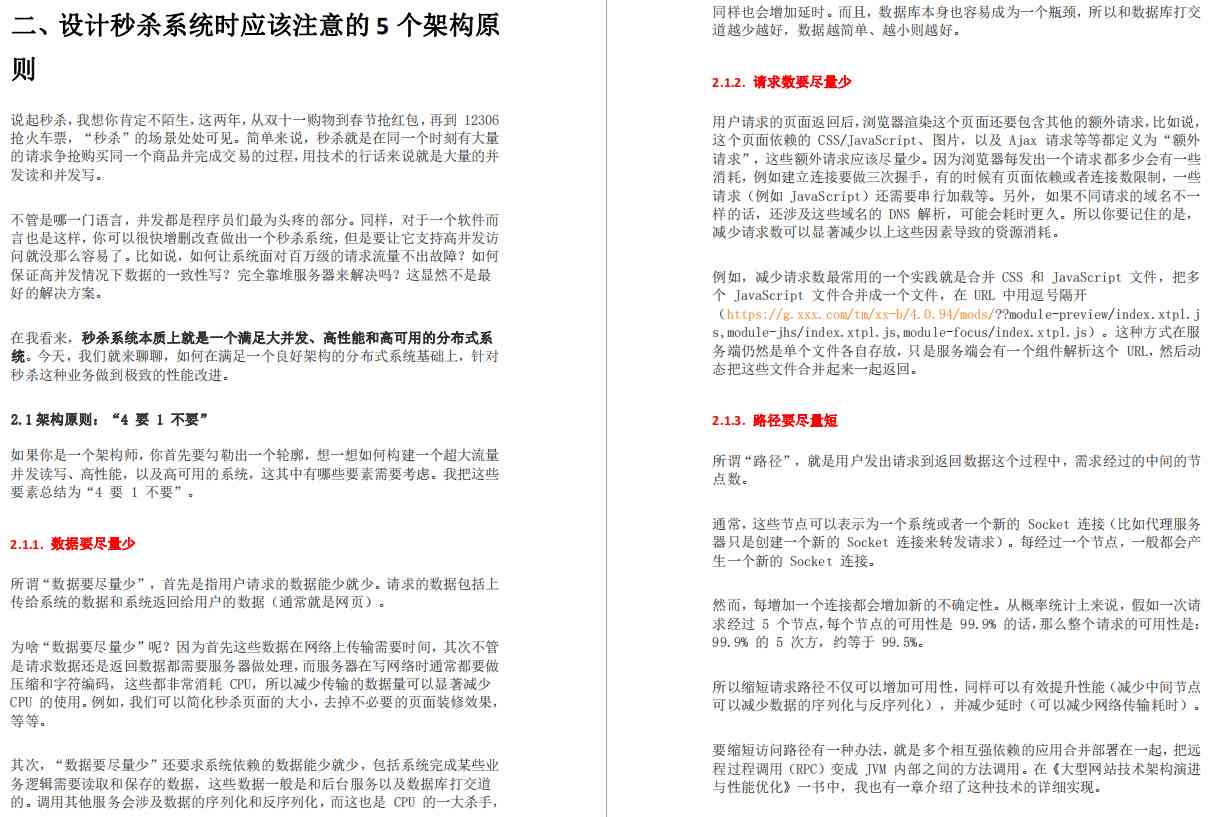 二、设计秒杀系统时应该注意的 5 个架构原
则
说起秒杀，我想你肯定不陌生，这两年，从双十一购物到春节抢红包，再到 12306
抢火车票，“秒杀”的场景处处可见。简单来说，秒杀就是在同一个时刻有大量
的请求争抢购买同一个商品并完成交易的过程，用技术的行话来说就是大量的并
发读和并发写。
不管是哪一门语言，并发都是程序员们最为头疼的部分。同样，对于一个软件而
言也是这样，你可以很快增删改查做出一个秒杀系统，但是要让它支持高并发访
问就没那么容易了。比如说，如何让系统面对百万级的请求流量不出故障？如何
保证高并发情况下数据的一致性写？完全靠堆服务器来解决吗？这显然不是最
好的解决方案。
在我看来，秒杀系统本质上就是一个满足大并发、高性能和高可用的分布式系
统。今天，我们就来聊聊，如何在满足一个良好架构的分布式系统基础上，针对
秒杀这种业务做到极致的性能改进。
2.1架构原则：“4 要 1 不要”
如果你是一个架构师，你首先要勾勒出一个轮廓，想一想如何构建一个超大流量
并发读写、高性能，以及高可用的系统，这其中有哪些要素需要考虑。我把这些
要素总结为“4 要 1 不要”。
2.1.1. 数据要尽量少
所谓“数据要尽量少”，首先是指用户请求的数据能少就少。请求的数据包括上
传给系统的数据和系统返回给用户的数据（通常就是网页）。
为啥“数据要尽量少”呢？因为首先这些数据在网络上传输需要时间，其次不管
是请求数据还是返回数据都需要服务器做处理，而服务器在写网络时通常都要做
压缩和字符编码，这些都非常消耗 CPU，所以减少传输的数据量可以显著减少
CPU 的使用。例如，我们可以简化秒杀页面的大小，去掉不必要的页面装修效果，
等等。
其次，“数据要尽量少”还要求系统依赖的数据能少就少，包括系统完成某些业
务逻辑需要读取和保存的数据，这些数据一般是和后台服务以及数据库打交道
的。调用其他服务会涉及数据的序列化和反序列化，而这也是 CPU 的一大杀手，
同样也会增加延时。而且，数据库本身也容易成为一个瓶颈，所以和数据库打交
道越少越好，数据越简单、越小则越好。
2.1.2. 请求数要尽量少
用户请求的页面返回后，浏览器渲染这个页面还要包含其他的额外请求，比如说，
这个页面依赖的 CSS/JavaScript、图片，以及 Ajax 请求等等都定义为“额外
请求”，这些额外请求应该尽量少。因为浏览器每发出一个请求都多少会有一些
消耗，例如建立连接要做三次握手，有的时候有页面依赖或者连接数限制，一些
请求（例如 JavaScript）还需要串行加载等。另外，如果不同请求的域名不一
样的话，还涉及这些域名的 DNS 解析，可能会耗时更久。所以你要记住的是，
减少请求数可以显著减少以上这些因素导致的资源消耗。
例如，减少请求数最常用的一个实践就是合并 CSS 和 JavaScript 文件，把多
个 JavaScript 文件合并成一个文件，在 URL 中用逗号隔开
（https://g.xxx.com/tm/xx-b/4.0.94/mods/??module-preview/index.xtpl.j
s,module-jhs/index.xtpl.js,module-focus/index.xtpl.js）。这种方式在服
务端仍然是单个文件各自存放，只是服务端会有一个组件解析这个 URL，然后动
态把这些文件合并起来一起返回。
2.1.3. 路径要尽量短
所谓“路径”，就是用户发出请求到返回数据这个过程中，需求经过的中间的节
点数。
通常，这些节点可以表示为一个系统或者一个新的 Socket 连接（比如代理服务
器只是创建一个新的 Socket 连接来转发请求）。每经过一个节点，一般都会产
生一个新的 Socket 连接。
然而，每增加一个连接都会增加新的不确定性。从概率统计上来说，假如一次请
求经过 5 个节点，每个节点的可用性是 99.9% 的话，那么整个请求的可用性是：
99.9% 的 5 次方，约等于 99.5%。
所以缩短请求路径不仅可以增加可用性，同样可以有效提升性能（减少中间节点
可以减少数据的序列化与反序列化），并减少延时（可以减少网络传输耗时）。
要缩短访问路径有一种办法，就是多个相互强依赖的应用合并部署在一起，把远
程过程调用（RPC）变成 JVM 内部之间的方法调用。在《大型网站技术架构演进
与性能优化》一书中，我也有一章介绍了这种技术的详细实现。